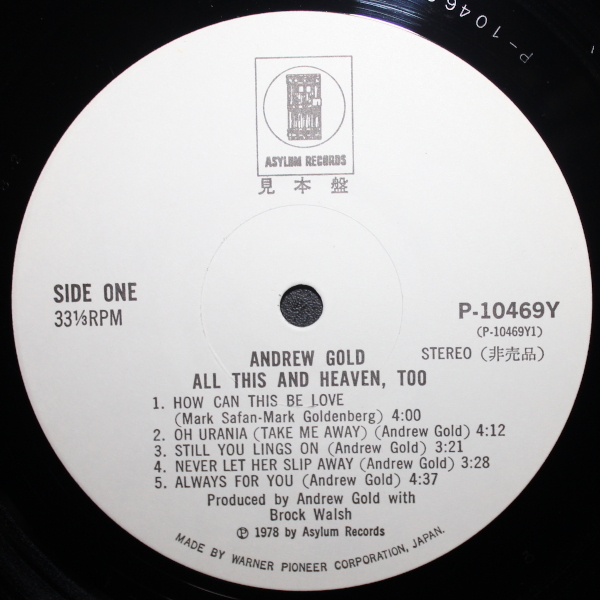 P-1046
ASYLUM RECORDS
見本盤
SIDE ONE
33⅓RPM
P-10469Y
(P-10469Y1)
STEREO (非売品)
ANDREW GOLD
ALL THIS AND HEAVEN, TOO
1. HOW CAN THIS BE LOVE
(Mark Safan-Mark Goldenberg) 4:00
2. OH URANIA (TAKE ME AWAY) (Andrew Gold) 4:12
3. STILL YOU LINGS ON (Andrew Gold) 3:21
4. NEVER LET HER SLIP AWAY (Andrew Gold) 3:28
5. ALWAYS FOR YOU (Andrew Gold) 4:37
Produced by Andrew Gold with
Brock Walsh
Ⓟ 1978 by Asylum Records
MADE BY WARNER PIONEER CORPORATION, JAPAN.